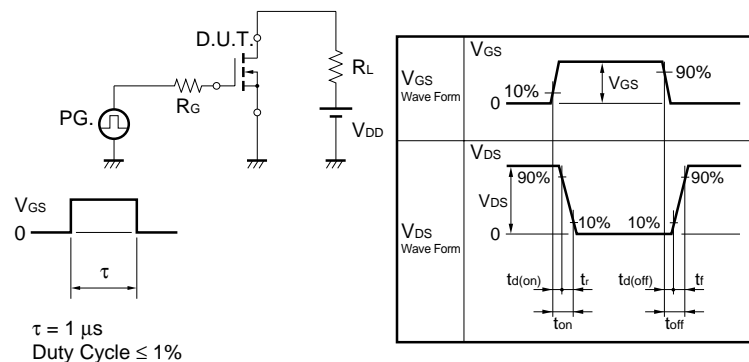 D.U.T.
RL
RG
PG.
VDD
VGS
0
τ
τ = 1 μs
Duty Cycle ≤ 1%
VGS
Wave Form
VGS
10%
0
VGS
90%
VDS
Wave Form
VDS
90%
VDS
0
10%
10%
90%
td(on)
tr
td(off)
tf
ton
toff